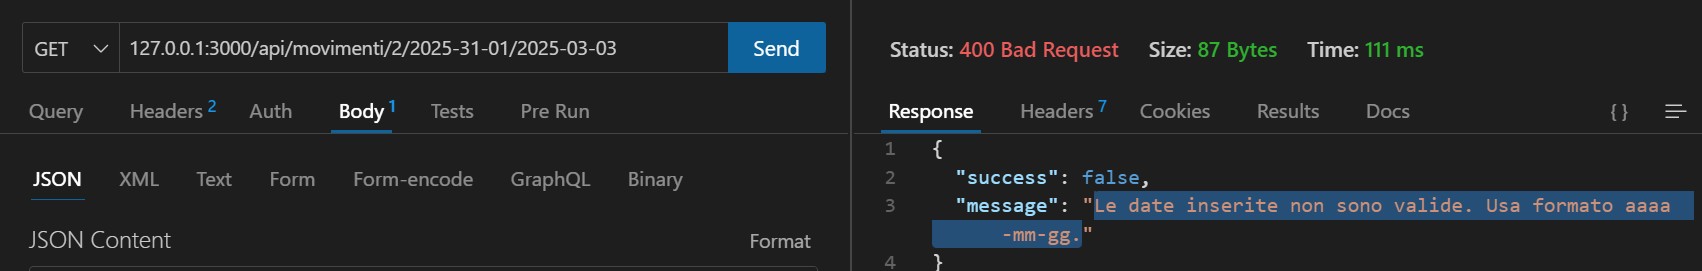 GET 127.0.0.1:3000/api/movimenti/2/2025-31-01/2025-03-03 Send
Query Headers 2 Auth Body 1 Tests Pre Run
JSON XML Text Form Form-encode GraphQL Binary
JSON Content Format
Status: 400 Bad Request Size: 87 Bytes Time: 111 ms
Response Headers 7 Cookies Results Docs { }
1 {
2 "success": false,
3 "message": "Le date inserite non sono valide. Usa formato aaaa
-mm-gg."
4 }